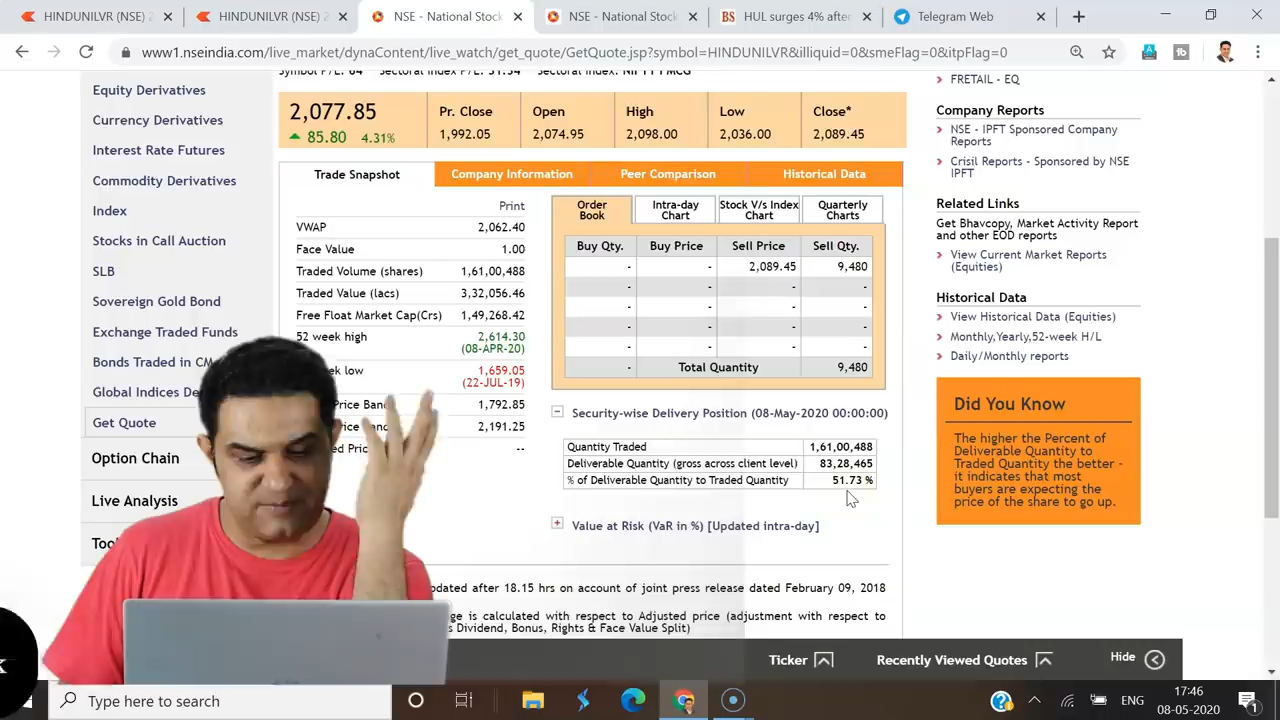 HINDUNILVR (NSE) 2
HINDUNILVR (NSE) 2
NSE - National Stock
NSE - National Stock
HUL surges 4% after
Telegram Web
www1.nseindia.com/live_market/dynaContent/live_watch/get_quote/GetQuote.jsp?symbol=HINDUNILVR&illiquid=0&smeFlag=0&itpFlag=0
Equity Derivatives
Currency Derivatives
Interest Rate Futures
Commodity Derivatives
Index
Stocks in Call Auction
SLB
Sovereign Gold Bond
Exchange Traded Funds
Bonds Traded in CM
Global Indices De
Get Quote
Option Chain
Live Analysis
Too
Symbol P/E: 64 Sectoral Index P/E: 31.34 Sectoral Index: NIFTY FMCG
2,077.85
85.80 4.31%
Pr. Close
1,992.05
Open
2,074.95
High
2,098.00
Low
2,036.00
Close*
2,089.45
Trade Snapshot
Company Information
Peer Comparison
Historical Data
Print
VWAP 2,062.40
Face Value 1.00
Traded Volume (shares) 1,61,00,488
Traded Value (lacs) 3,32,056.46
Free Float Market Cap(Crs) 1,49,268.42
52 week high 2,614.30
(08-APR-20)
ek low 1,659.05
(22-JUL-19)
Price Band 1,792.85
Price Band 2,191.25
d Price --
Order
Book
Intra-day
Chart
Stock V/s Index
Chart
Quarterly
Charts
Buy Qty. Buy Price Sell Price Sell Qty.
- - 2,089.45 9,480
- - - -
- - - -
- - - -
- - - -
- Total Quantity 9,480
Security-wise Delivery Position (08-May-2020 00:00:00)
Quantity Traded 1,61,00,488
Deliverable Quantity (gross across client level) 83,28,465
% of Deliverable Quantity to Traded Quantity 51.73 %
Value at Risk (VaR in %) [Updated intra-day]
pdated after 18.15 hrs on account of joint press release dated February 09, 2018
ge is calculated with respect to Adjusted price (adjustment with respect to
s Dividend, Bonus, Rights & Face Value Split)
FRETAIL - EQ
Company Reports
NSE - IPFT Sponsored Company
Reports
Crisil Reports - Sponsored by NSE
IPFT
Related Links
Get Bhavcopy, Market Activity Report
and other EOD reports
View Current Market Reports
(Equities)
Historical Data
View Historical Data (Equities)
Monthly,Yearly,52-week H/L
Daily/Monthly reports
Did You Know
The higher the Percent of
Deliverable Quantity to
Traded Quantity the better -
it indicates that most
buyers are expecting the
price of the share to go up.
Ticker
Recently Viewed Quotes
Hide
Type here to search
ENG
17:46
08-05-2020